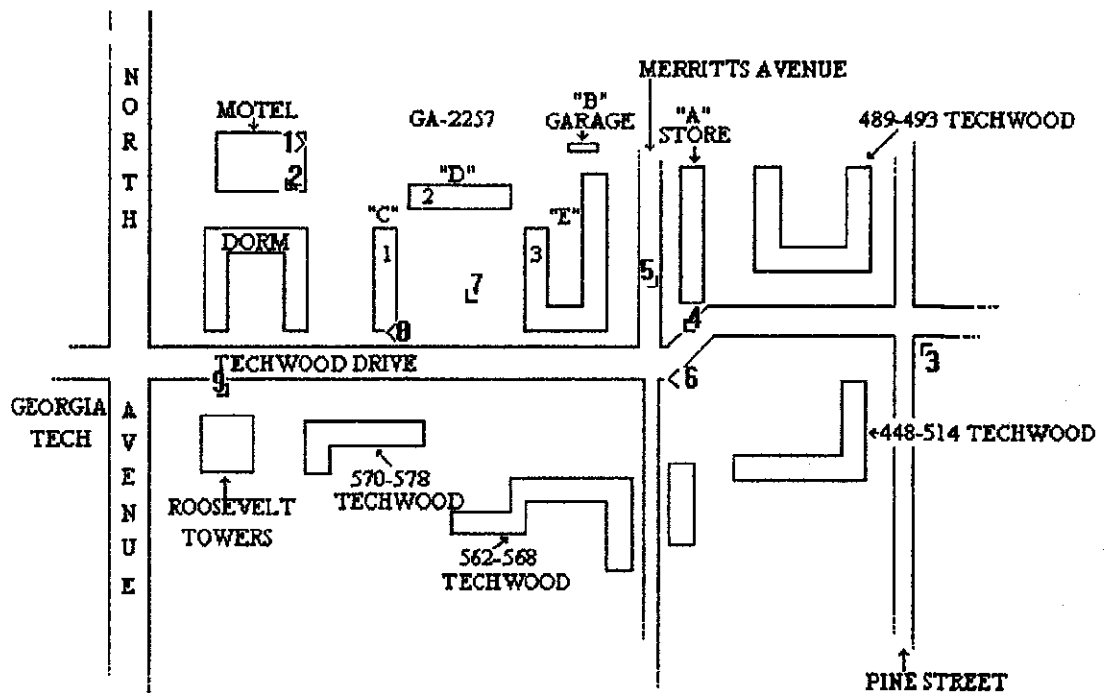 NORTH
AVENUE
MERRITTS AVENUE
MOTEL
1
2
GA-2257
"B"
GARAGE
"A"
STORE
489-493 TECHWOOD
"D"
2
"C"
1
"E"
3
DORM
7
5
4
8
3
TECHWOOD DRIVE
9
6
GEORGIA
TECH
448-514 TECHWOOD
570-578
TECHWOOD
ROOSEVELT
TOWERS
562-568
TECHWOOD
PINE STREET